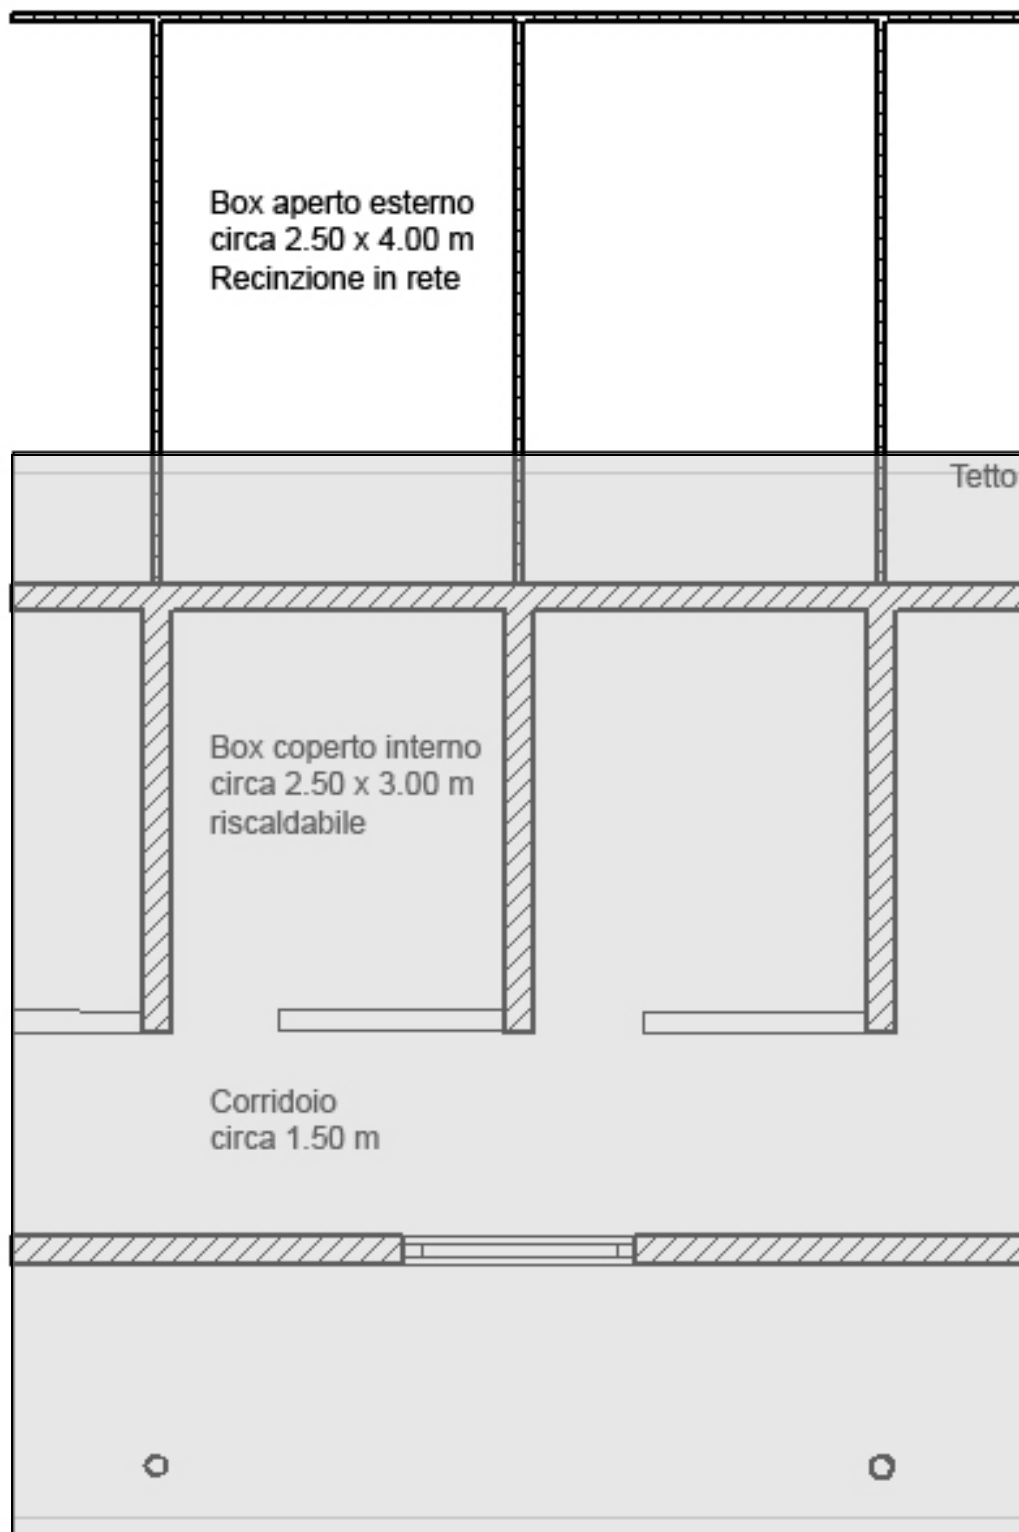 Box aperto esterno
circa 2.50 x 4.00 m
Recinzione in rete
Tetto
Box coperto interno
circa 2.50 x 3.00 m
riscaldabile
Corridoio
circa 1.50 m